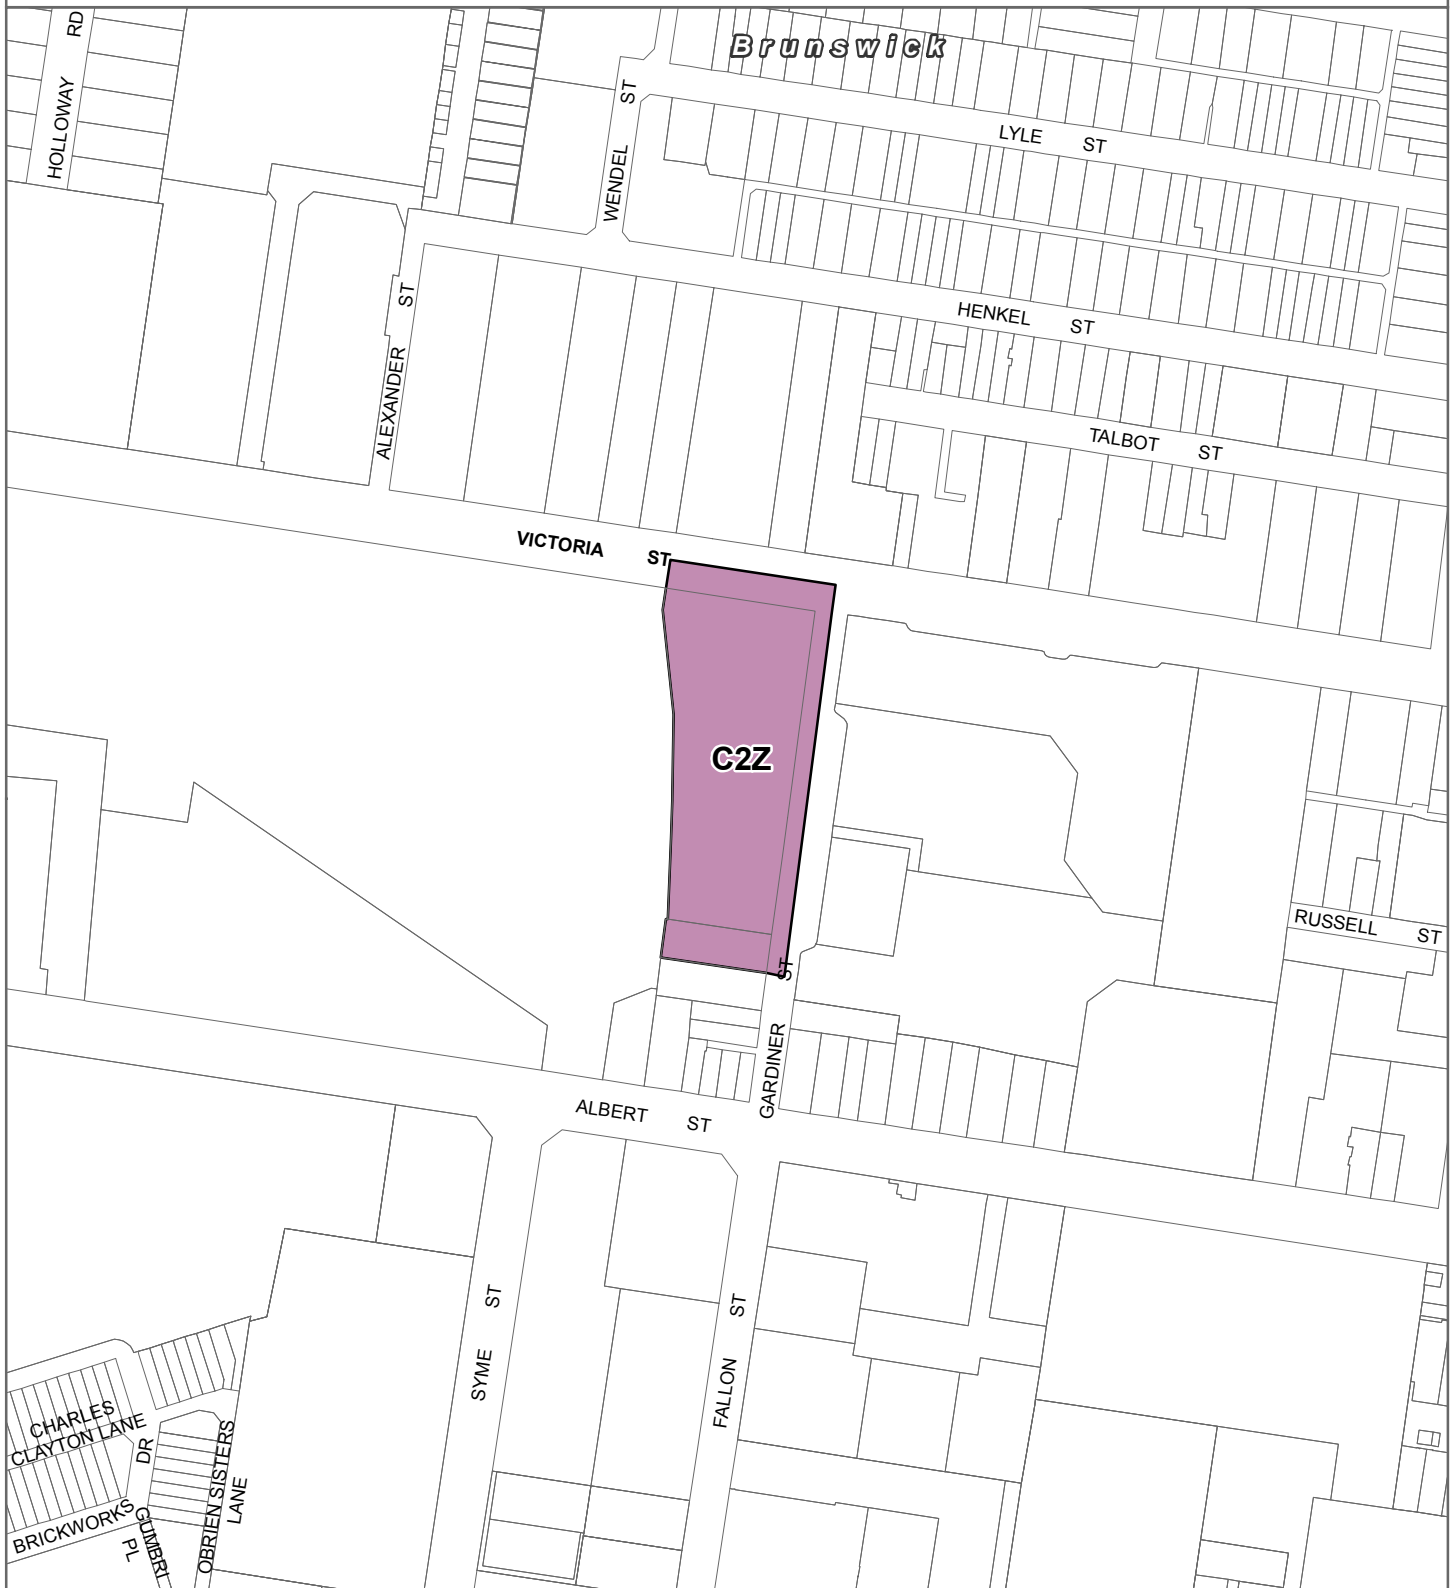 HOLLOWAY RD
Brunswick
WENDEL ST
LYLE ST
ALEXANDER ST
HENKEL ST
TALBOT ST
VICTORIA ST
C2Z
RUSSELL ST
GARDINER ST
ALBERT ST
SYME ST
FALLON ST
CHARLES
CLAYTON LANE
DR
BRICKWORKS
GUMBRI
PL
OBRIEN SISTERS
LANE